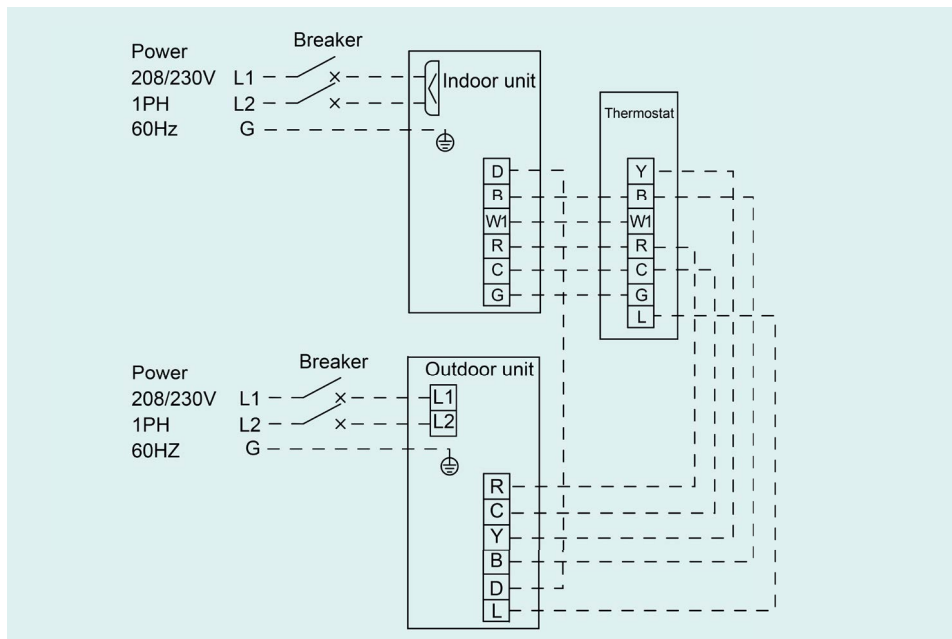 Power
Breaker
208/230V L1
1PH L2
60Hz G
Indoor unit
D
B
W1
R
C
G
Thermostat
Y
B
W1
R
C
G
L
Power
Breaker
208/230V L1
1PH L2
60HZ G
Outdoor unit
L1
L2
R
C
Y
B
D
L